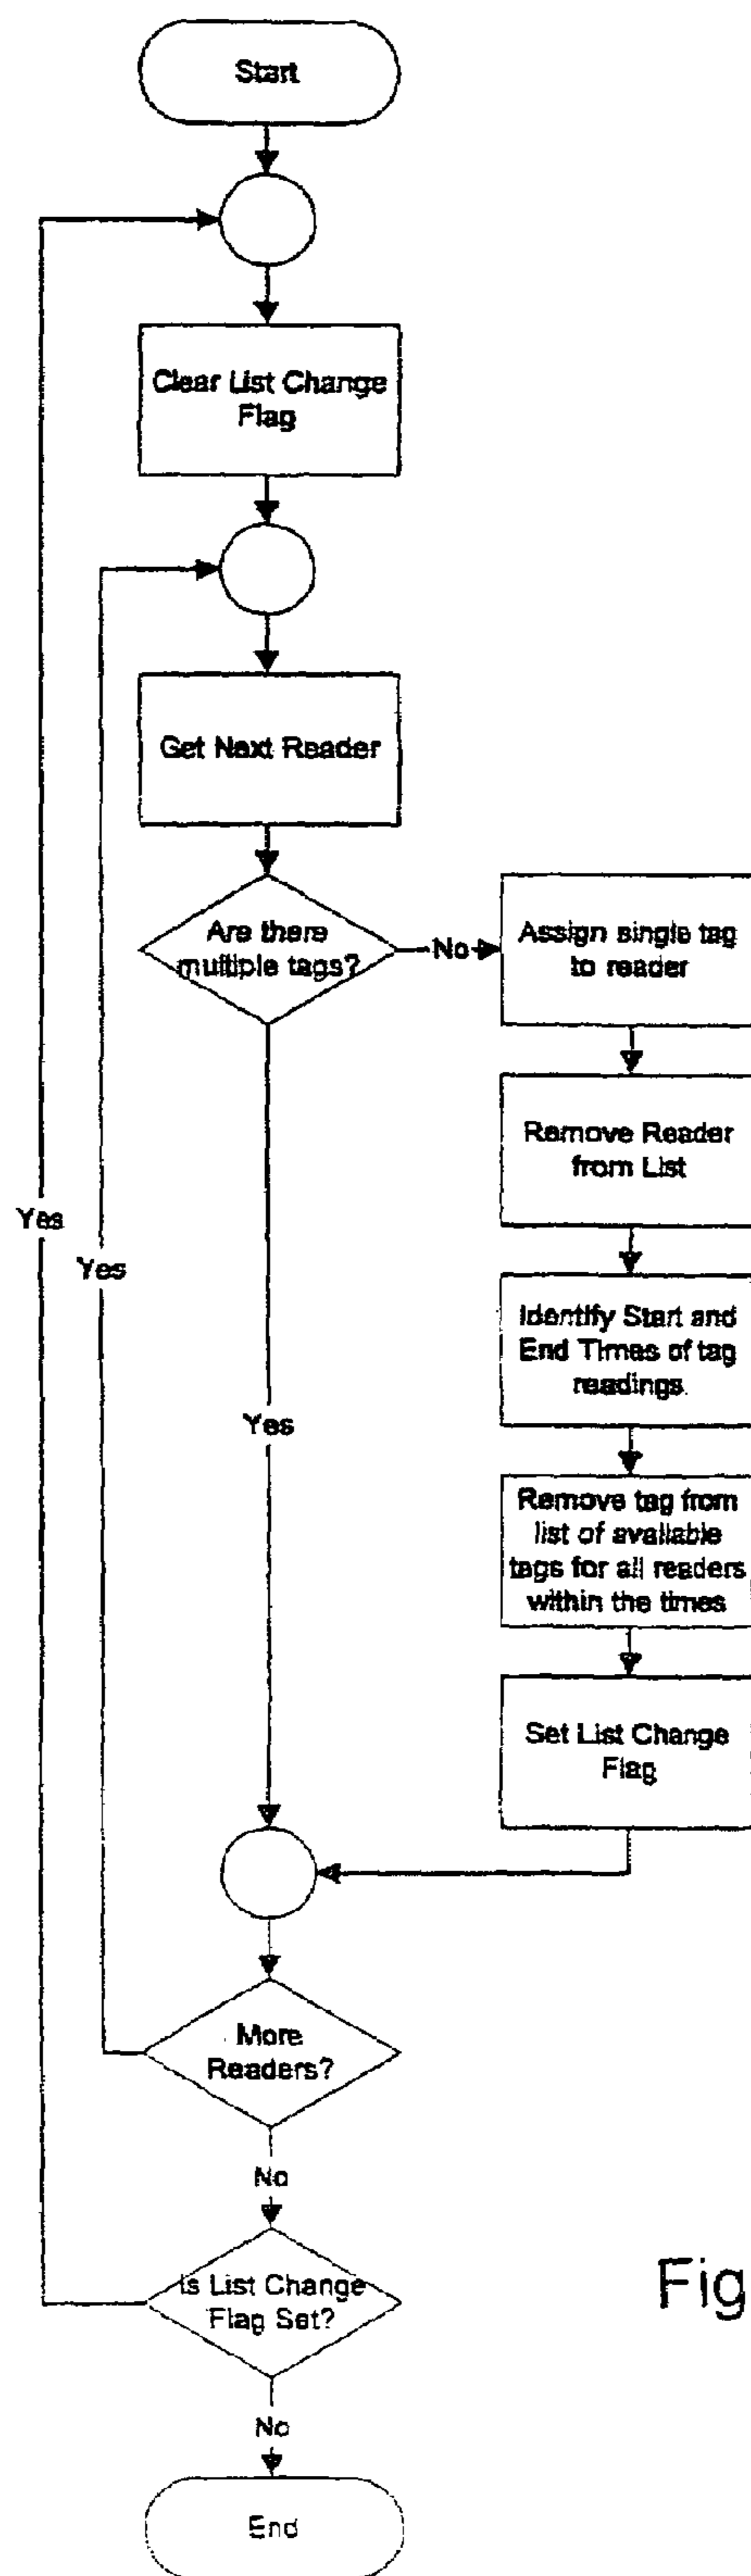 Start
Clear List Change
Flag
Get Next Reader
Are there
multiple tags?
No
Assign single tag
to reader
Remove Reader
from List
Identify Start and
End Times of tag
readings
Remove tag from
list of available
tags for all readers
within the times
Set List Change
Flag
Yes
Yes
Yes
More
Readers?
No
Is List Change
Flag Set?
No
End
Fig